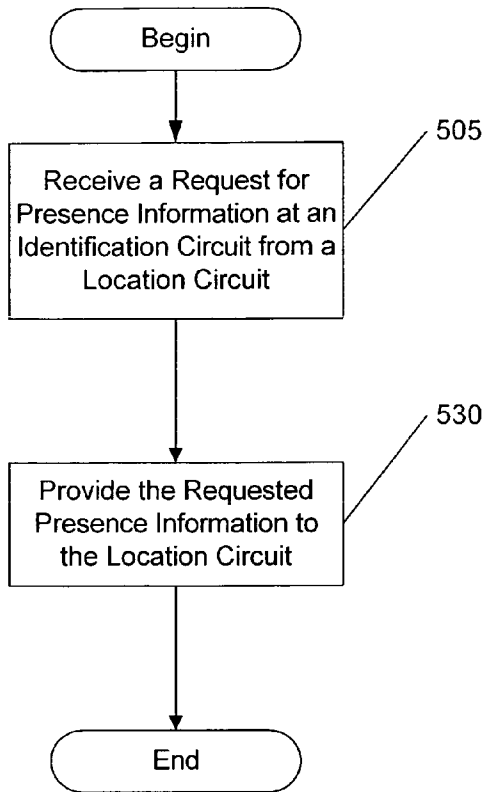 Begin
505
Receive a Request for
Presence Information at an
Identification Circuit from a
Location Circuit
530
Provide the Requested
Presence Information to
the Location Circuit
End